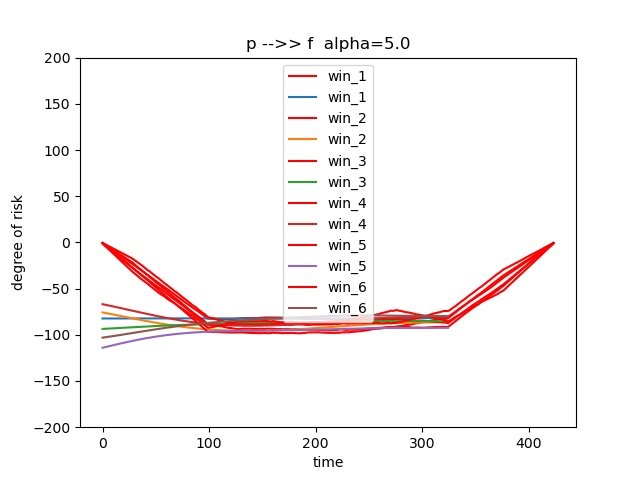 p -->> f  alpha=5.0
200
150
100
50
0
−50
−100
−150
−200
degree of risk
win_1
win_1
win_2
win_2
win_3
win_3
win_4
win_4
win_5
win_5
win_6
win_6
0 100 200 300 400
time